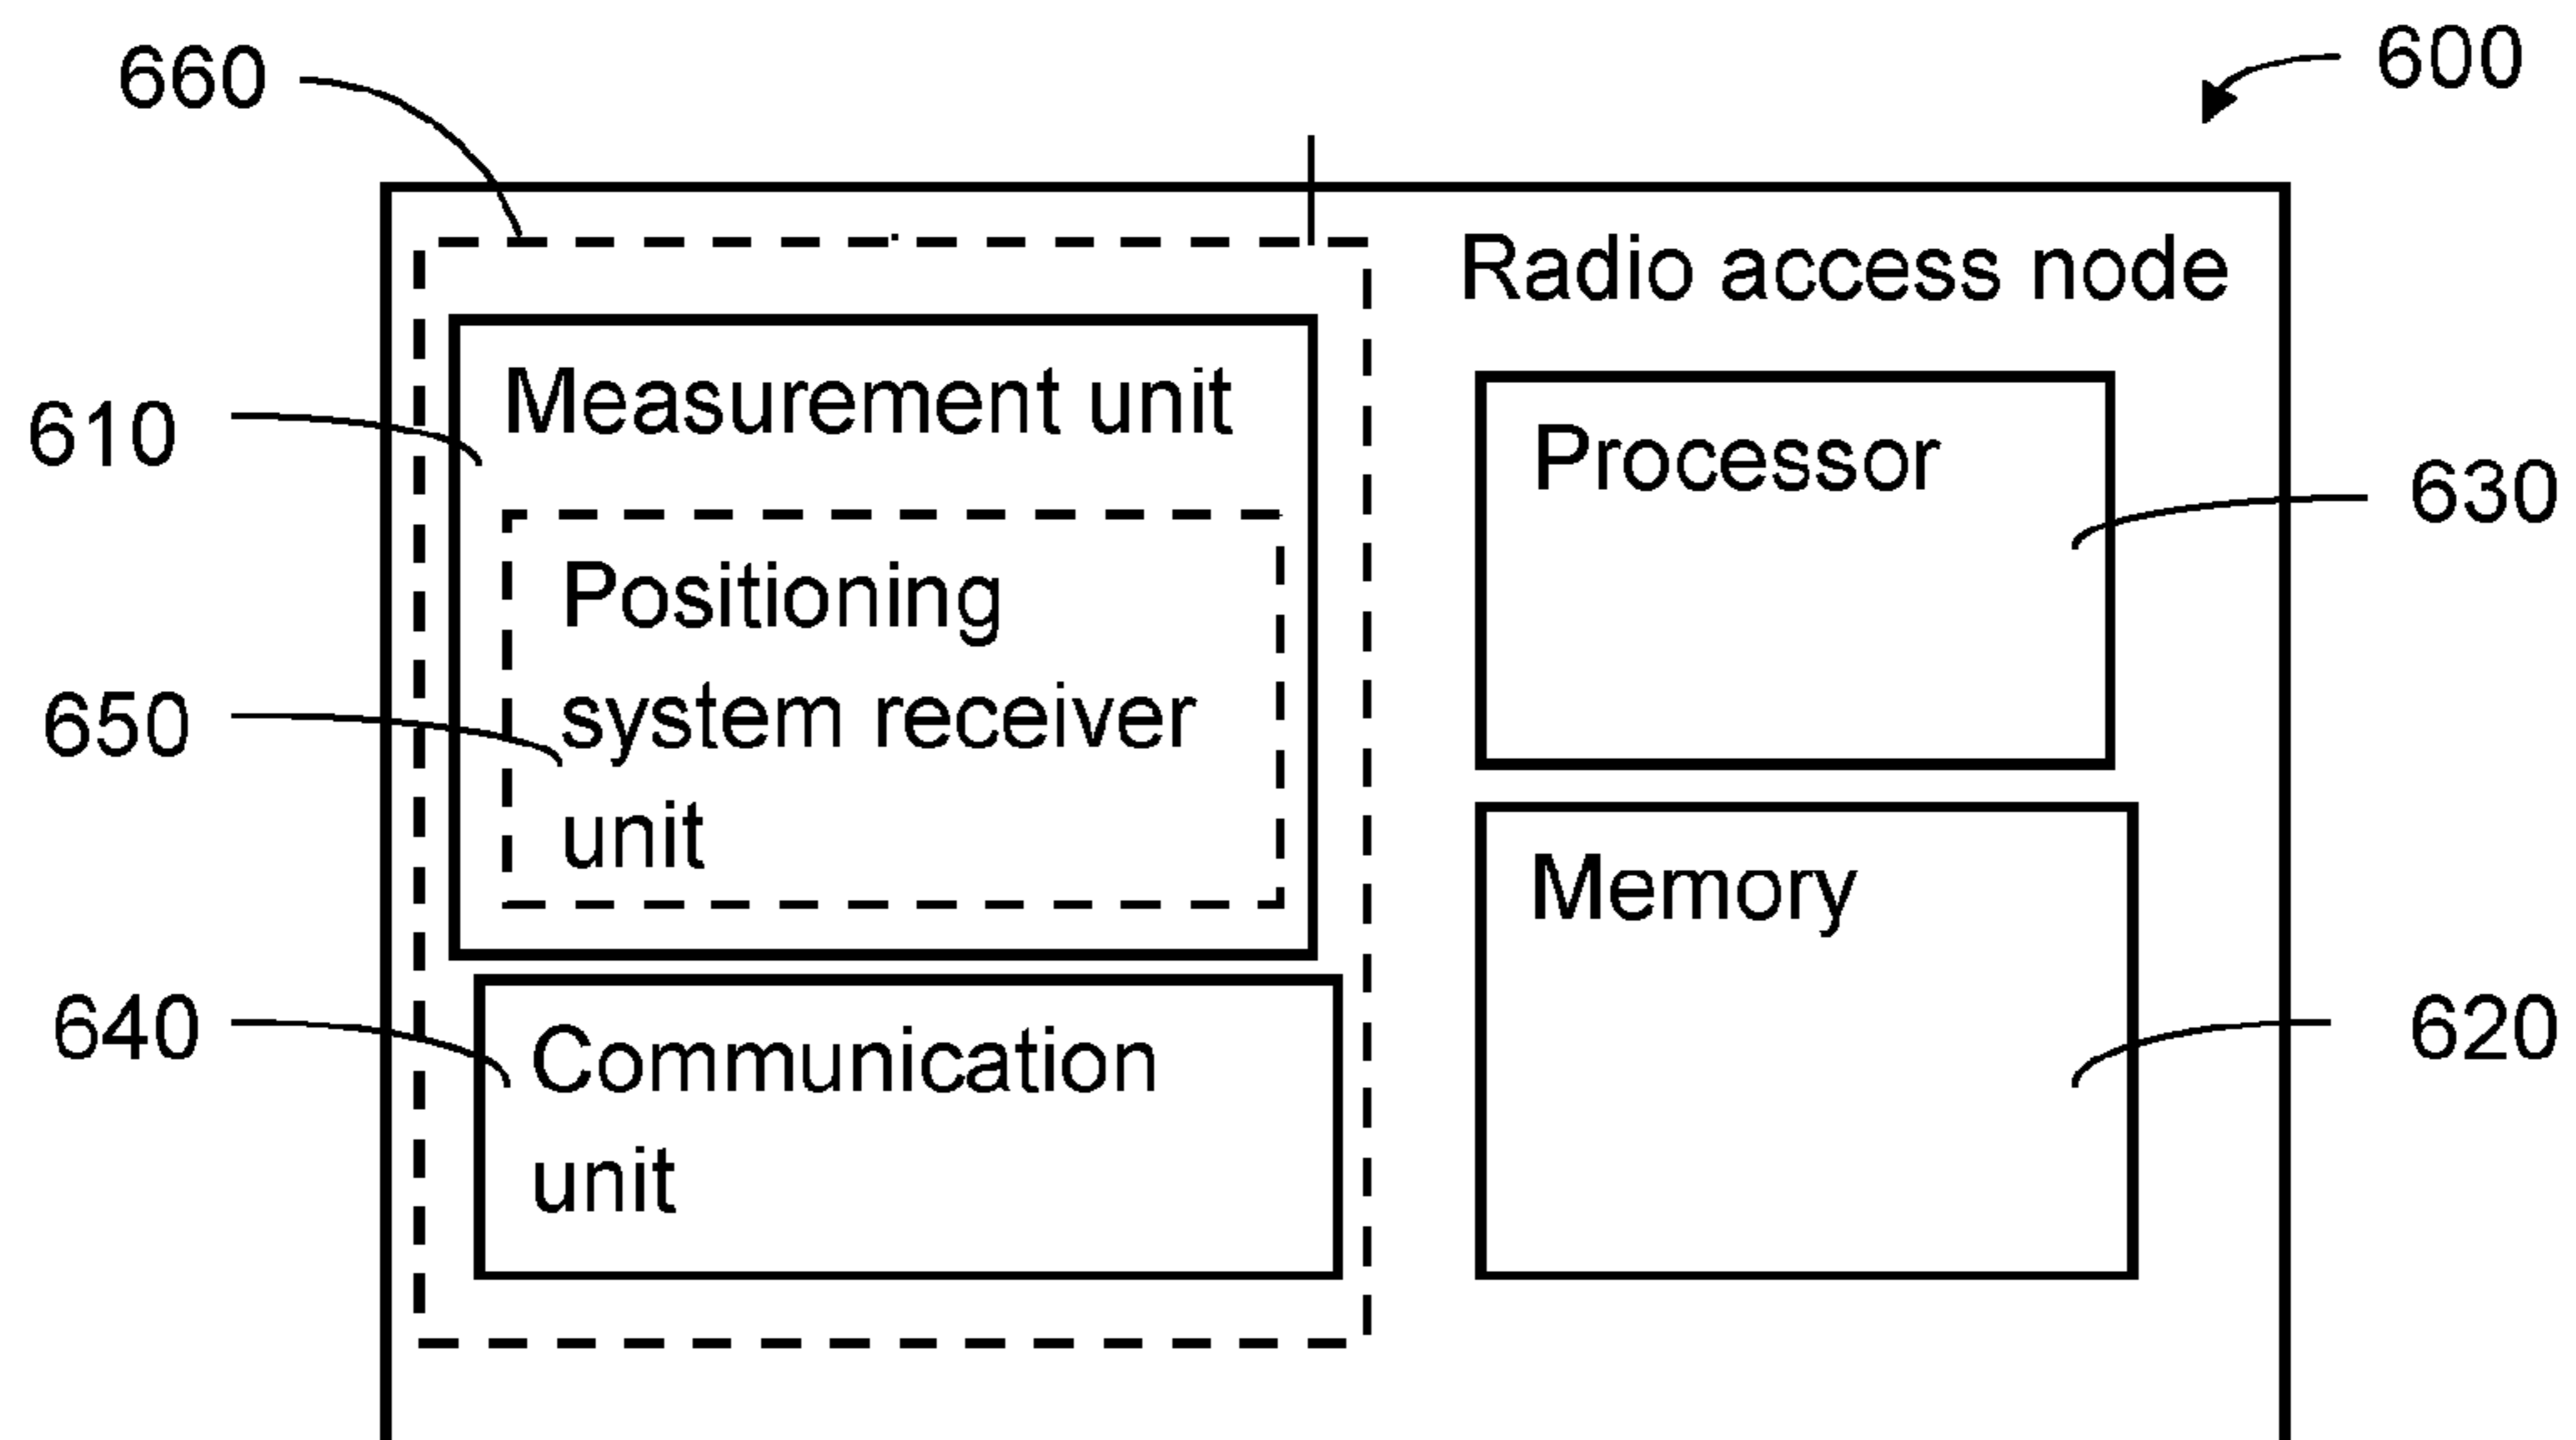 660
600
Radio access node
610
Measurement unit
Processor
630
Positioning
650
system receiver
unit
Memory
640
Communication
unit
620